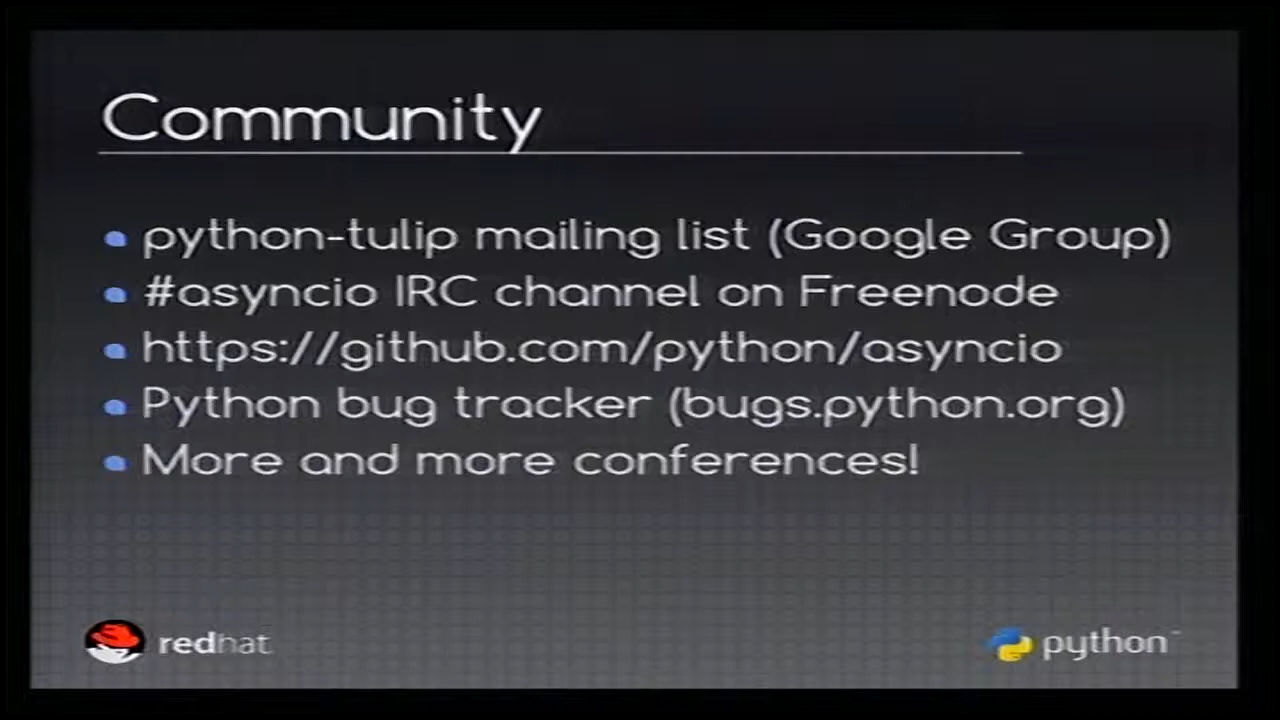 Community
python-tulip mailing list (Google Group)
#asyncio IRC channel on Freenode
https://github.com/python/asyncio
Python bug tracker (bugs.python.org)
More and more conferences!
redhat.
python™